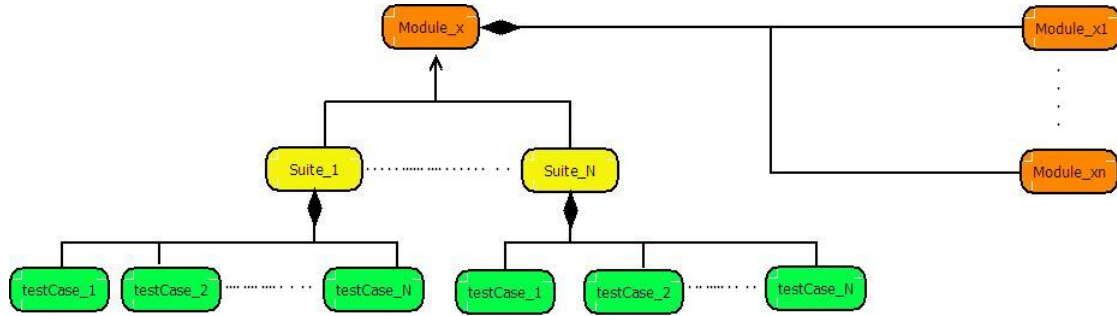 Module_x
Module_x1
Suite_1
Suite_N
Module_xn
testCase_1
testCase_2
testCase_N
testCase_1
testCase_2
testCase_N